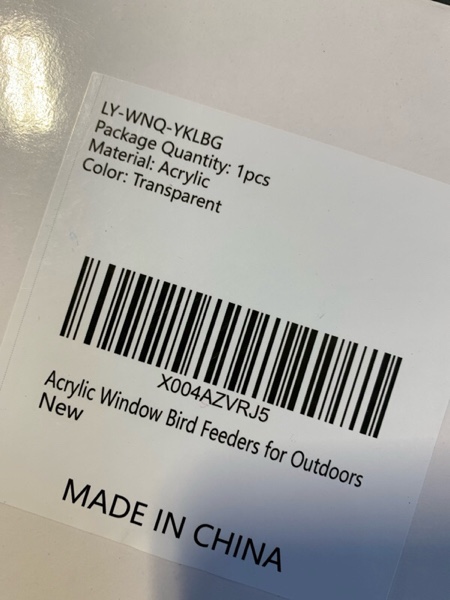 LY-WNQ-YKLBG
Package Quantity: 1pcs
Material: Acrylic
Color: Transparent
X004AZVRJ5
Acrylic Window Bird Feeders for Outdoors
New
MADE IN CHINA